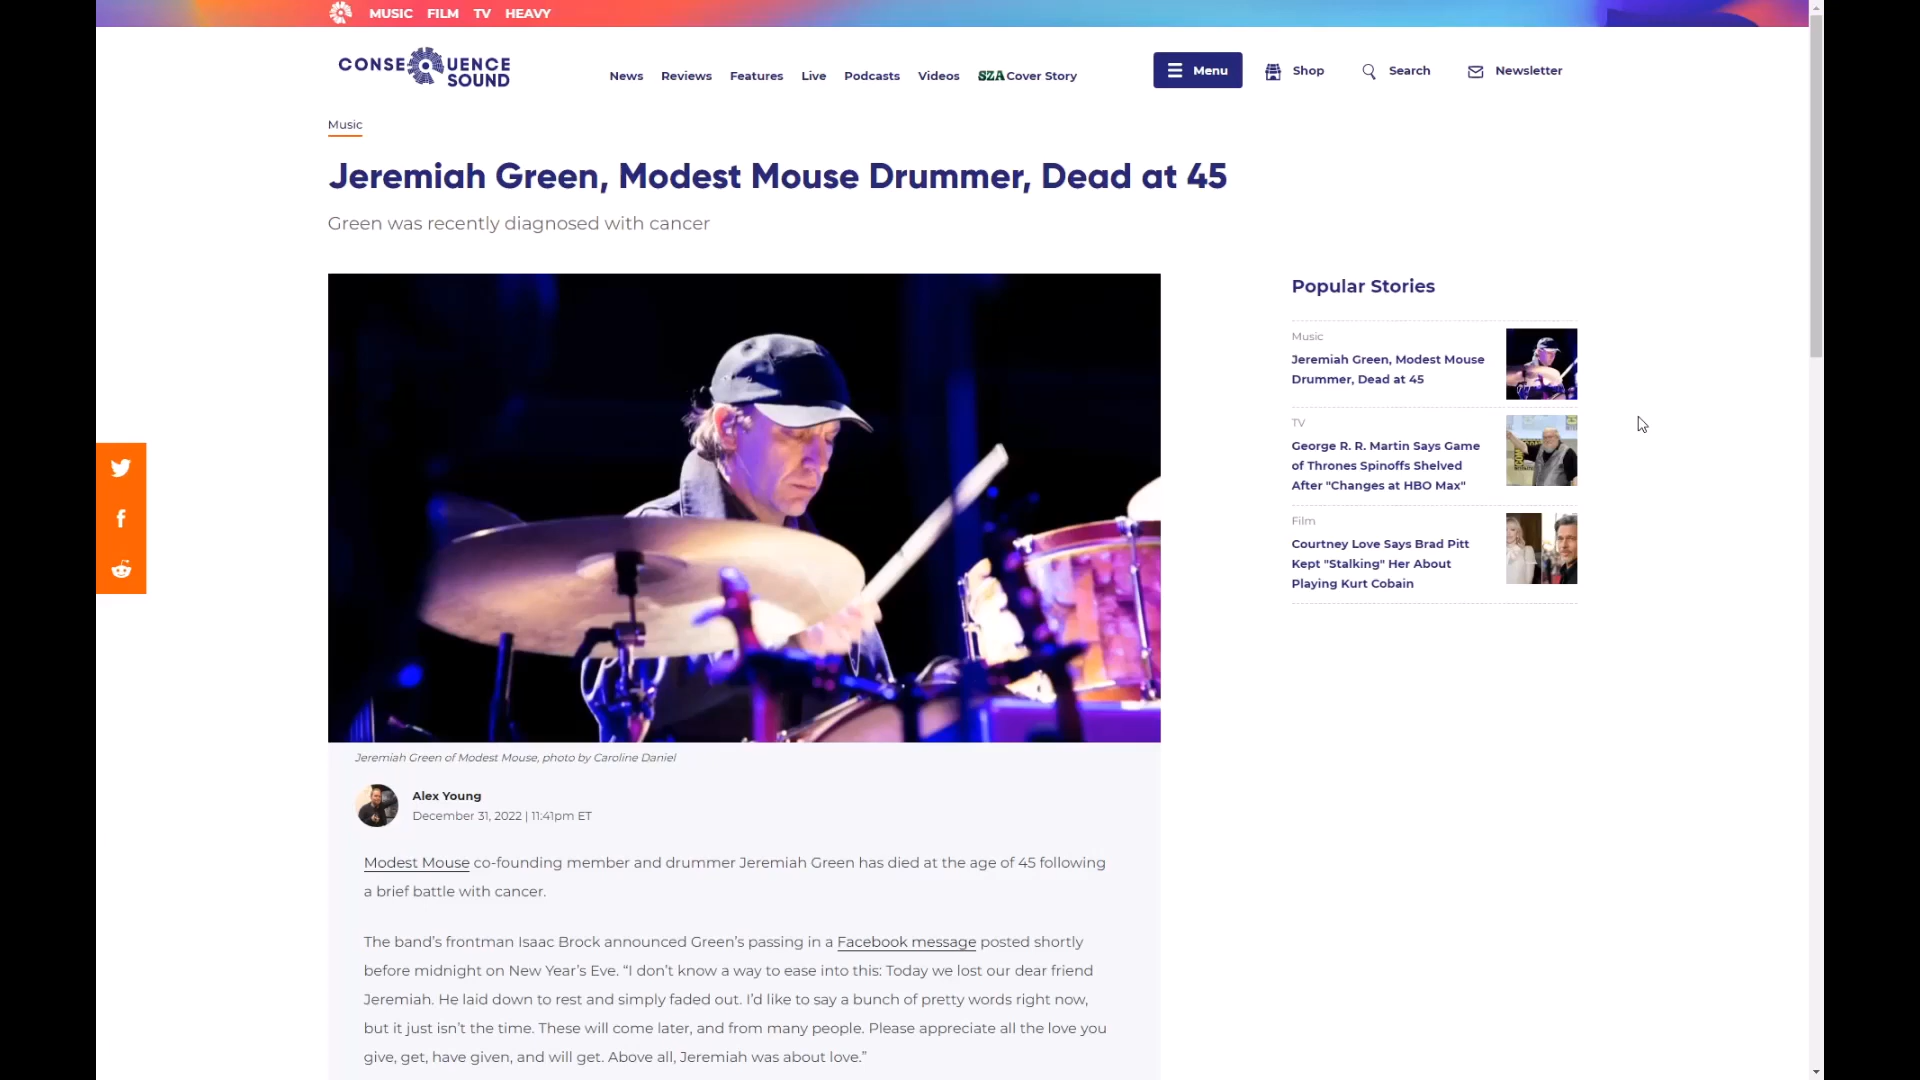 MUSIC FILM TV HEAVY
CONSEQUENCE SOUND
News Reviews Features Live Podcasts Videos SZA Cover Story
Menu Shop Search Newsletter
Music
Jeremiah Green, Modest Mouse Drummer, Dead at 45
Green was recently diagnosed with cancer
Jeremiah Green of Modest Mouse, photo by Caroline Daniel
Alex Young
December 31, 2022 | 11:41pm ET
Modest Mouse co-founding member and drummer Jeremiah Green has died at the age of 45 following
a brief battle with cancer.
The band’s frontman Isaac Brock announced Green’s passing in a Facebook message posted shortly
before midnight on New Year’s Eve. “I don’t know a way to ease into this: Today we lost our dear friend
Jeremiah. He laid down to rest and simply faded out. I’d like to say a bunch of pretty words right now,
but it just isn’t the time. These will come later, and from many people. Please appreciate all the love you
give, get, have given, and will get. Above all, Jeremiah was about love.”
Popular Stories
Music
Jeremiah Green, Modest Mouse
Drummer, Dead at 45
TV
George R. R. Martin Says Game
of Thrones Spinoffs Shelved
After "Changes at HBO Max"
Film
Courtney Love Says Brad Pitt
Kept "Stalking" Her About
Playing Kurt Cobain